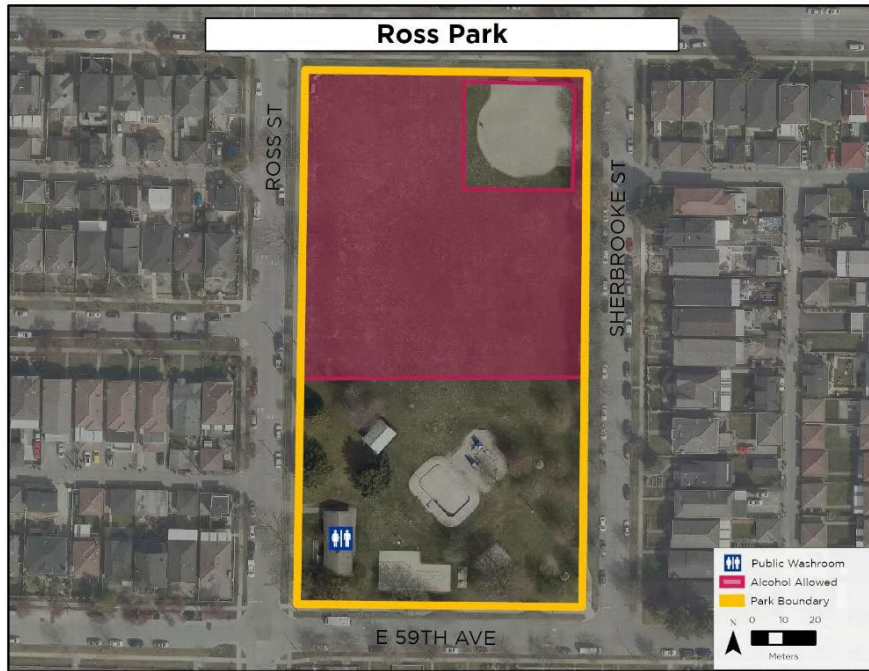 Ross Park
ROSS ST
SHERBROOKE ST
E 59TH AVE
Public Washroom
Alcohol Allowed
Park Boundary
N
0 10 20
Meters